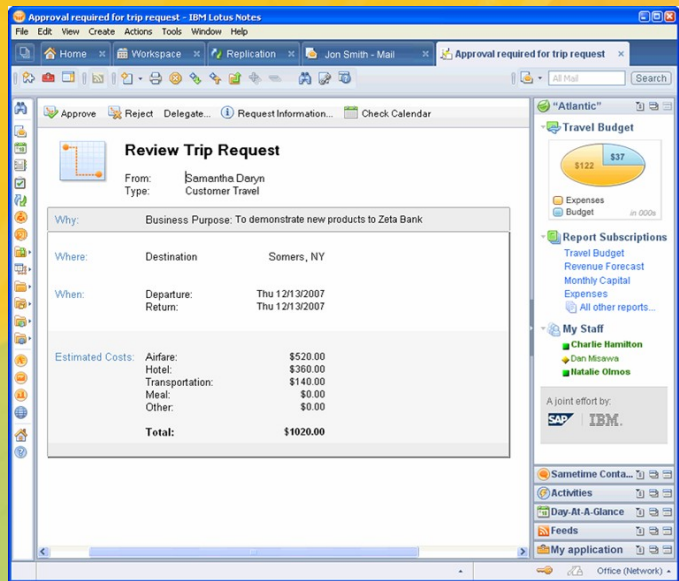 Approval required for trip request - IBM Lotus Notes
File Edit View Create Actions Tools Window Help
Home Workspace Replication Jon Smith - Mail Approval required for trip request
All Mail Search
Approve Reject Delegate... Request Information... Check Calendar
Review Trip Request
From: Samantha Daryn
Type: Customer Travel
Why: Business Purpose: To demonstrate new products to Zeta Bank
Where: Destination Somers, NY
When: Departure: Thu 12/13/2007
Return: Thu 12/13/2007
Estimated Costs: Airfare: $520.00
Hotel: $360.00
Transportation: $140.00
Meal: $0.00
Other: $0.00
Total: $1020.00
"Atlantic"
Travel Budget
$122 $37
Expenses
Budget in 000s
Report Subscriptions
Travel Budget
Revenue Forecast
Monthly Capital
Expenses
All other reports...
My Staff
Charlie Hamilton
Dan Misawa
Natalie Olmos
A joint effort by:
SAP IBM.
Sametime Conta...
Activities
Day-At-A-Glance
Feeds
My application
Office (Network)